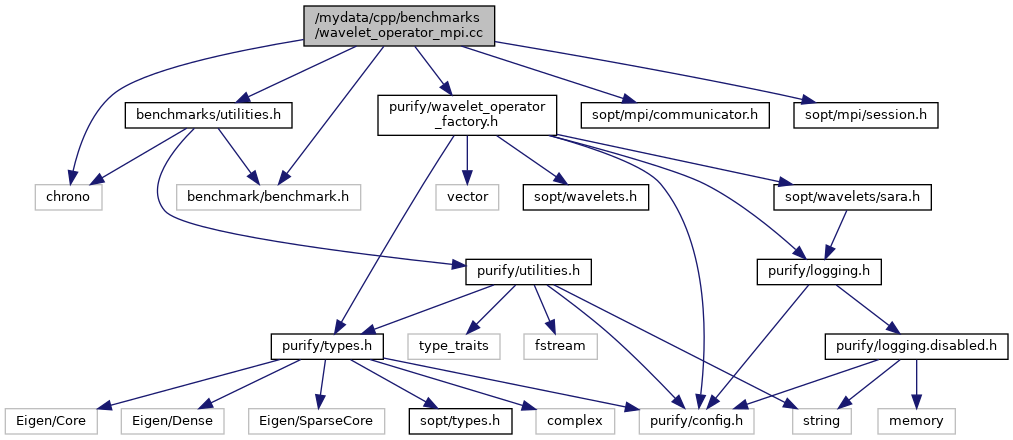 /mydata/cpp/benchmarks
/wavelet_operator_mpi.cc
benchmarks/utilities.h
purify/wavelet_operator
_factory.h
sopt/mpi/communicator.h
sopt/mpi/session.h
chrono
benchmark/benchmark.h
vector
sopt/wavelets.h
sopt/wavelets/sara.h
purify/utilities.h
purify/logging.h
purify/types.h
type_traits
fstream
purify/logging.disabled.h
Eigen/Core
Eigen/Dense
Eigen/SparseCore
sopt/types.h
complex
purify/config.h
string
memory